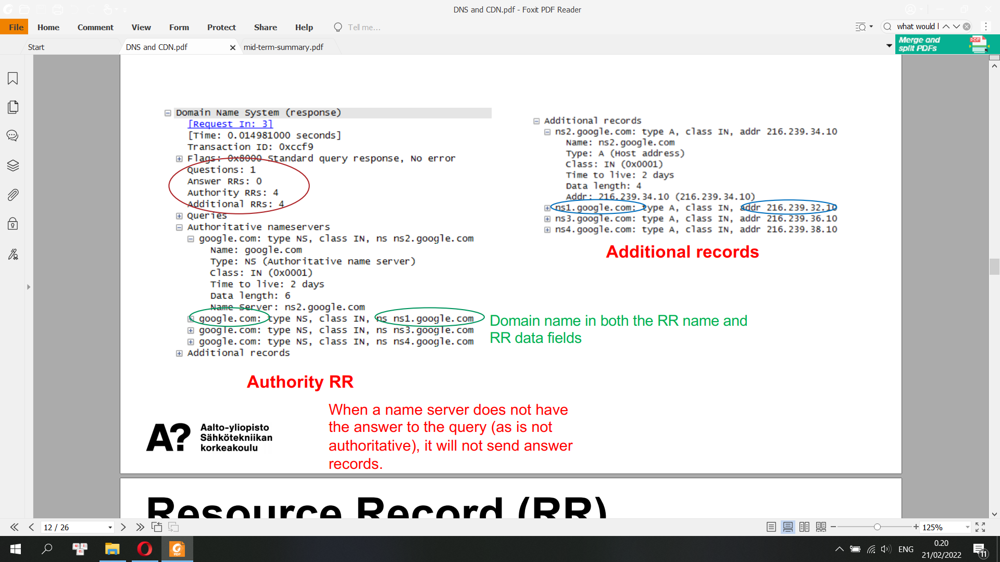 DNS and CDN.pdf - Foxit PDF Reader
File Home Comment View Form Protect Share Help Tell me...
what would l
Start DNS and CDN.pdf mid-term-summary.pdf
Merge and
split PDFs
PDF
Domain Name System (response)
[Request In: 3]
[Time: 0.014981000 seconds]
Transaction ID: 0xccf9
Flags: 0x8000 Standard query response, No error
Questions: 1
Answer RRs: 0
Authority RRs: 4
Additional RRs: 4
Queries
Authoritative nameservers
google.com: type NS, class IN, ns ns2.google.com
Name: google.com
Type: NS (Authoritative name server)
Class: IN (0x0001)
Time to live: 2 days
Data length: 6
Name Server: ns2.google.com
google.com: type NS, class IN, ns ns1.google.com
google.com: type NS, class IN, ns ns3.google.com
google.com: type NS, class IN, ns ns4.google.com
Additional records
Additional records
ns2.google.com: type A, class IN, addr 216.239.34.10
Name: ns2.google.com
Type: A (Host address)
Class: IN (0x0001)
Time to live: 2 days
Data length: 4
Addr: 216.239.34.10 (216.239.34.10)
ns1.google.com: type A, class IN, addr 216.239.32.10
ns3.google.com: type A, class IN, addr 216.239.36.10
ns4.google.com: type A, class IN, addr 216.239.38.10
Additional records
Domain name in both the RR name and
RR data fields
Authority RR
When a name server does not have
the answer to the query (as is not
authoritative), it will not send answer
records.
A?
Aalto-yliopisto
Sähkötekniikan
korkeakoulu
Resource Record (RR)
12 / 26
125%
PDF
ENG
0.20
21/02/2022
11